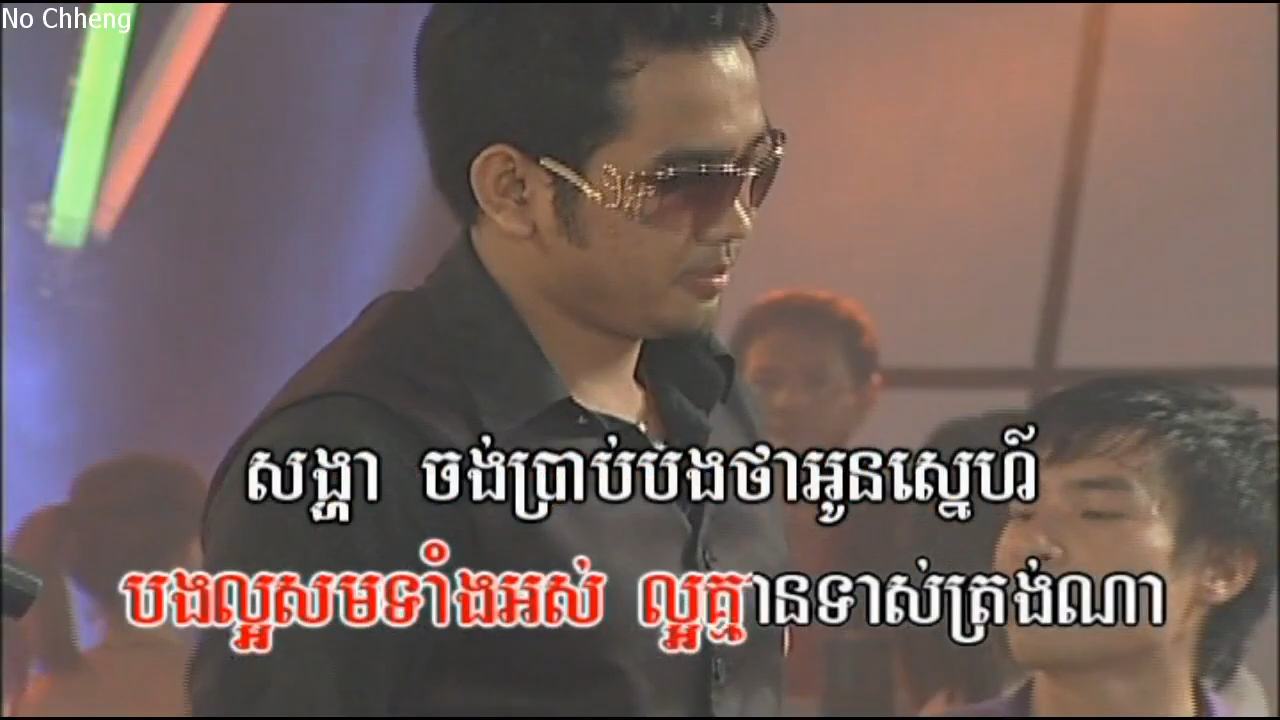 No Chheng
សង្ហា ចង់ប្រាប់បងថាអូនស្នេហ៍
បងល្អសមទាំងអស់ ល្អគ្មានទាស់ត្រង់ណា